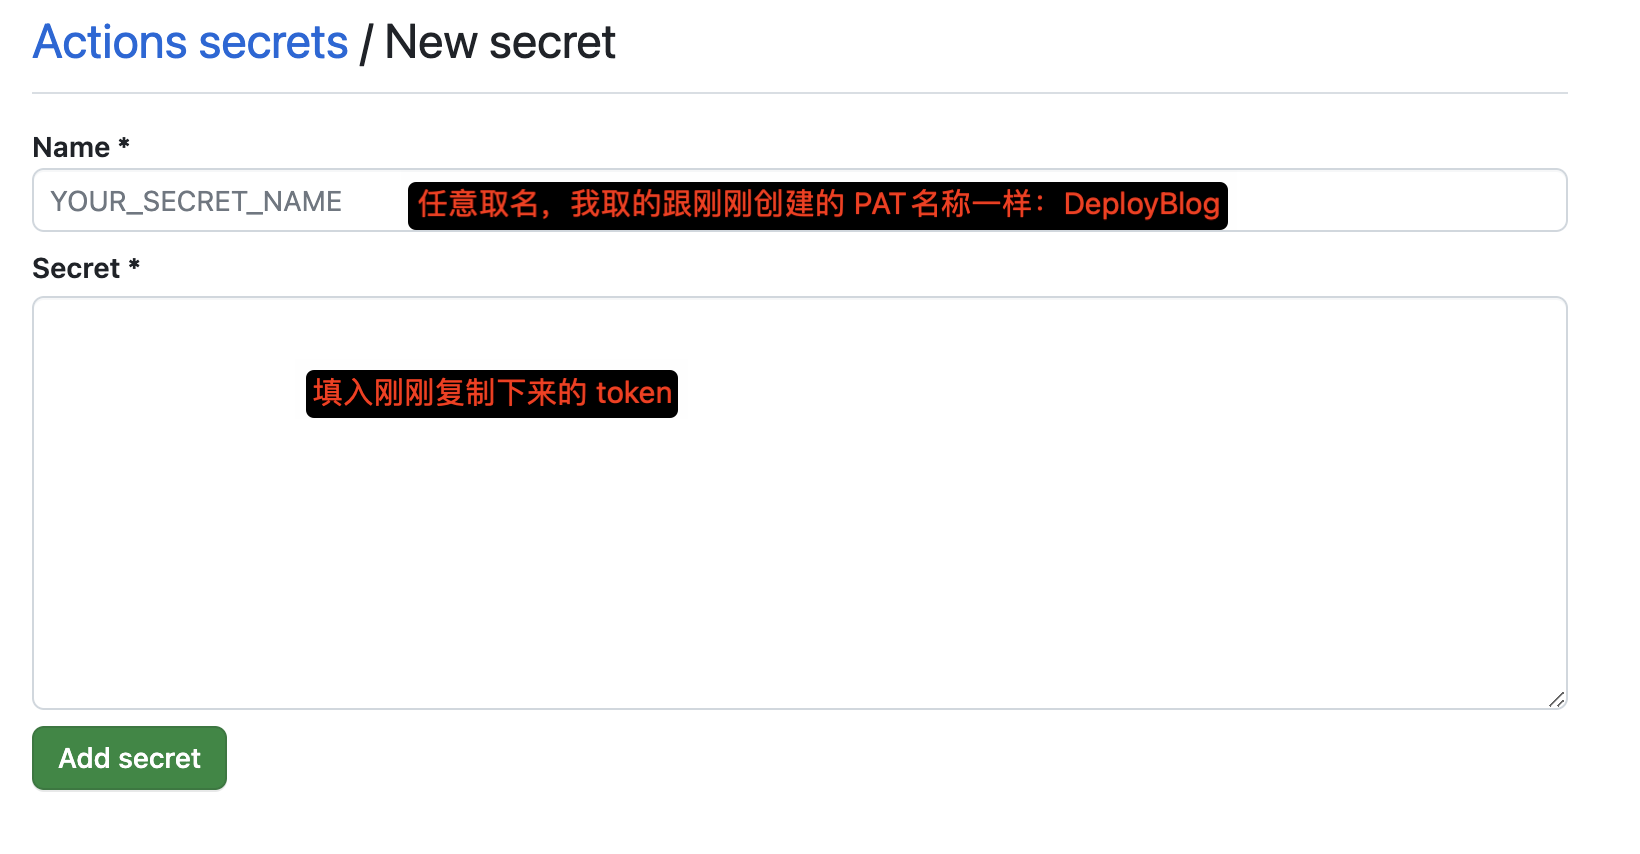 Actions secrets / New secret
Name *
YOUR_SECRET_NAME 任意取名，我取的跟刚刚创建的 PAT 名称一样：DeployBlog
Secret *
填入刚刚复制下来的 token
Add secret